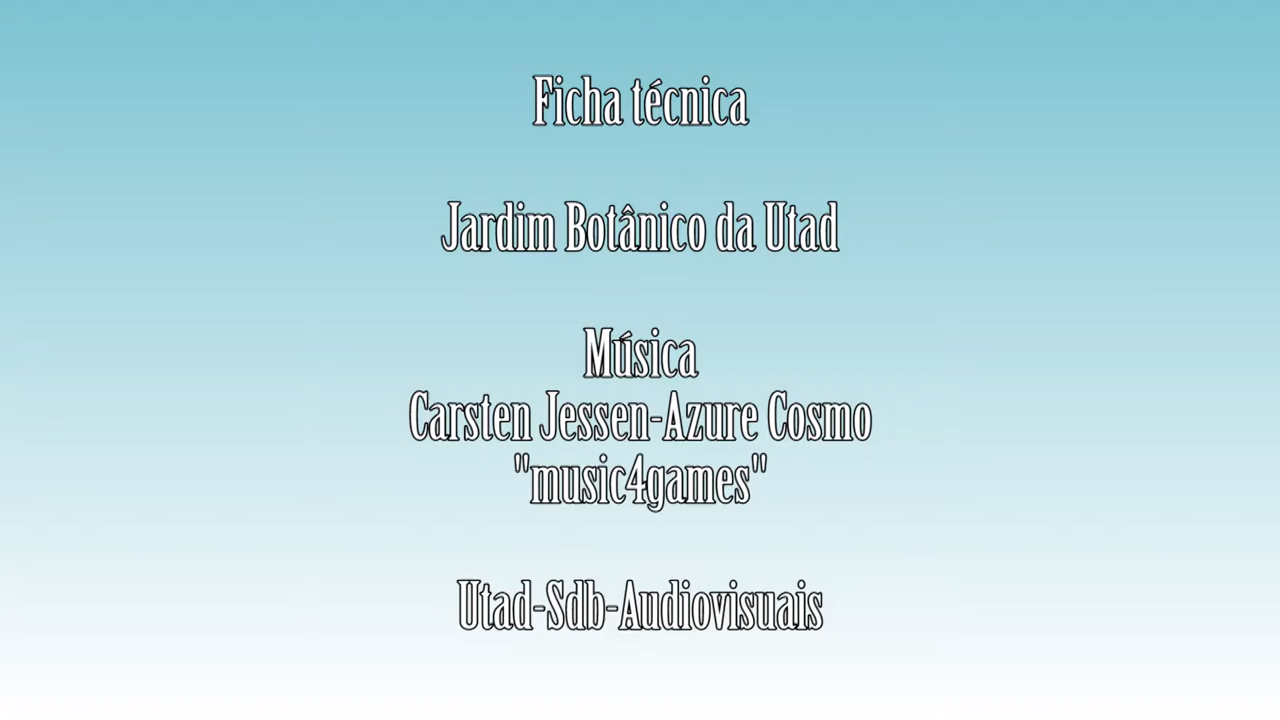 Ficha técnica
Jardim Botânico da Utad
Música
Carsten Jessen-Azure Cosmo
"music4games"
Utad-Sdb-Audiovisuais